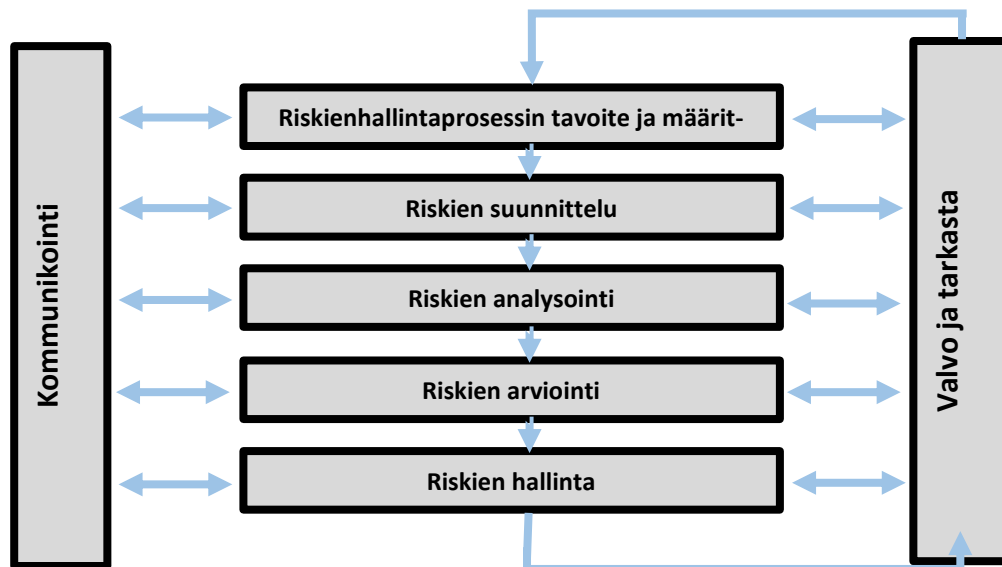 Kommunikointi
Riskienhallintaprosessin tavoite ja määrit-
Riskien suunnittelu
Riskien analysointi
Riskien arviointi
Riskien hallinta
Valvo ja tarkasta